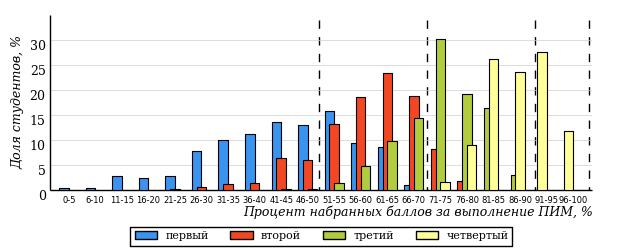 Доля студентов, %
30
25
20
15
10
5
0
0-5 6-10 11-15 16-20 21-25 26-30 31-35 36-40 41-45 46-50 51-55 56-60 61-65 66-70 71-75 76-80 81-85 86-90 91-95 96-100
Процент набранных баллов за выполнение ПИМ, %
первый второй третий четвертый